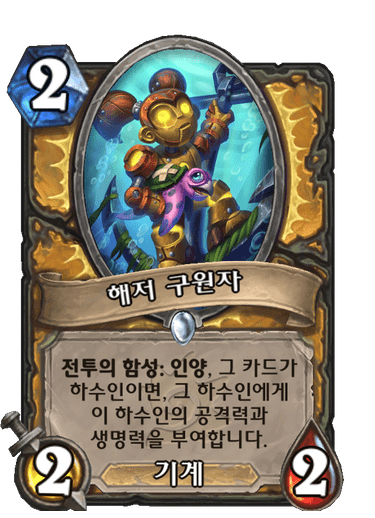 2
해저 구원자
전투의 함성: 인양, 그 카드가
하수인이면, 그 하수인에게
이 하수인의 공격력과
생명력을 부여합니다.
2
기계
2